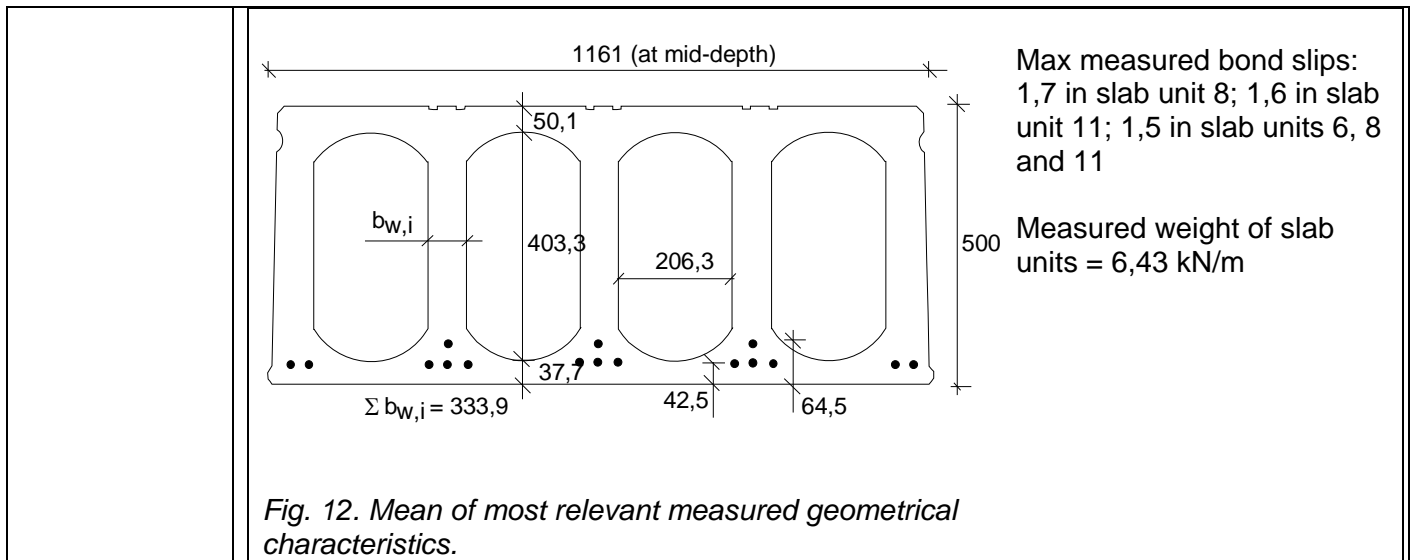 1161 (at mid-depth)
50,1
bw,i
403,3
206,3
500
37,7
42,5
64,5
Σ bw,i = 333,9
Max measured bond slips:
1,7 in slab unit 8; 1,6 in slab
unit 11; 1,5 in slab units 6, 8
and 11
Measured weight of slab
units = 6,43 kN/m
Fig. 12. Mean of most relevant measured geometrical
characteristics.